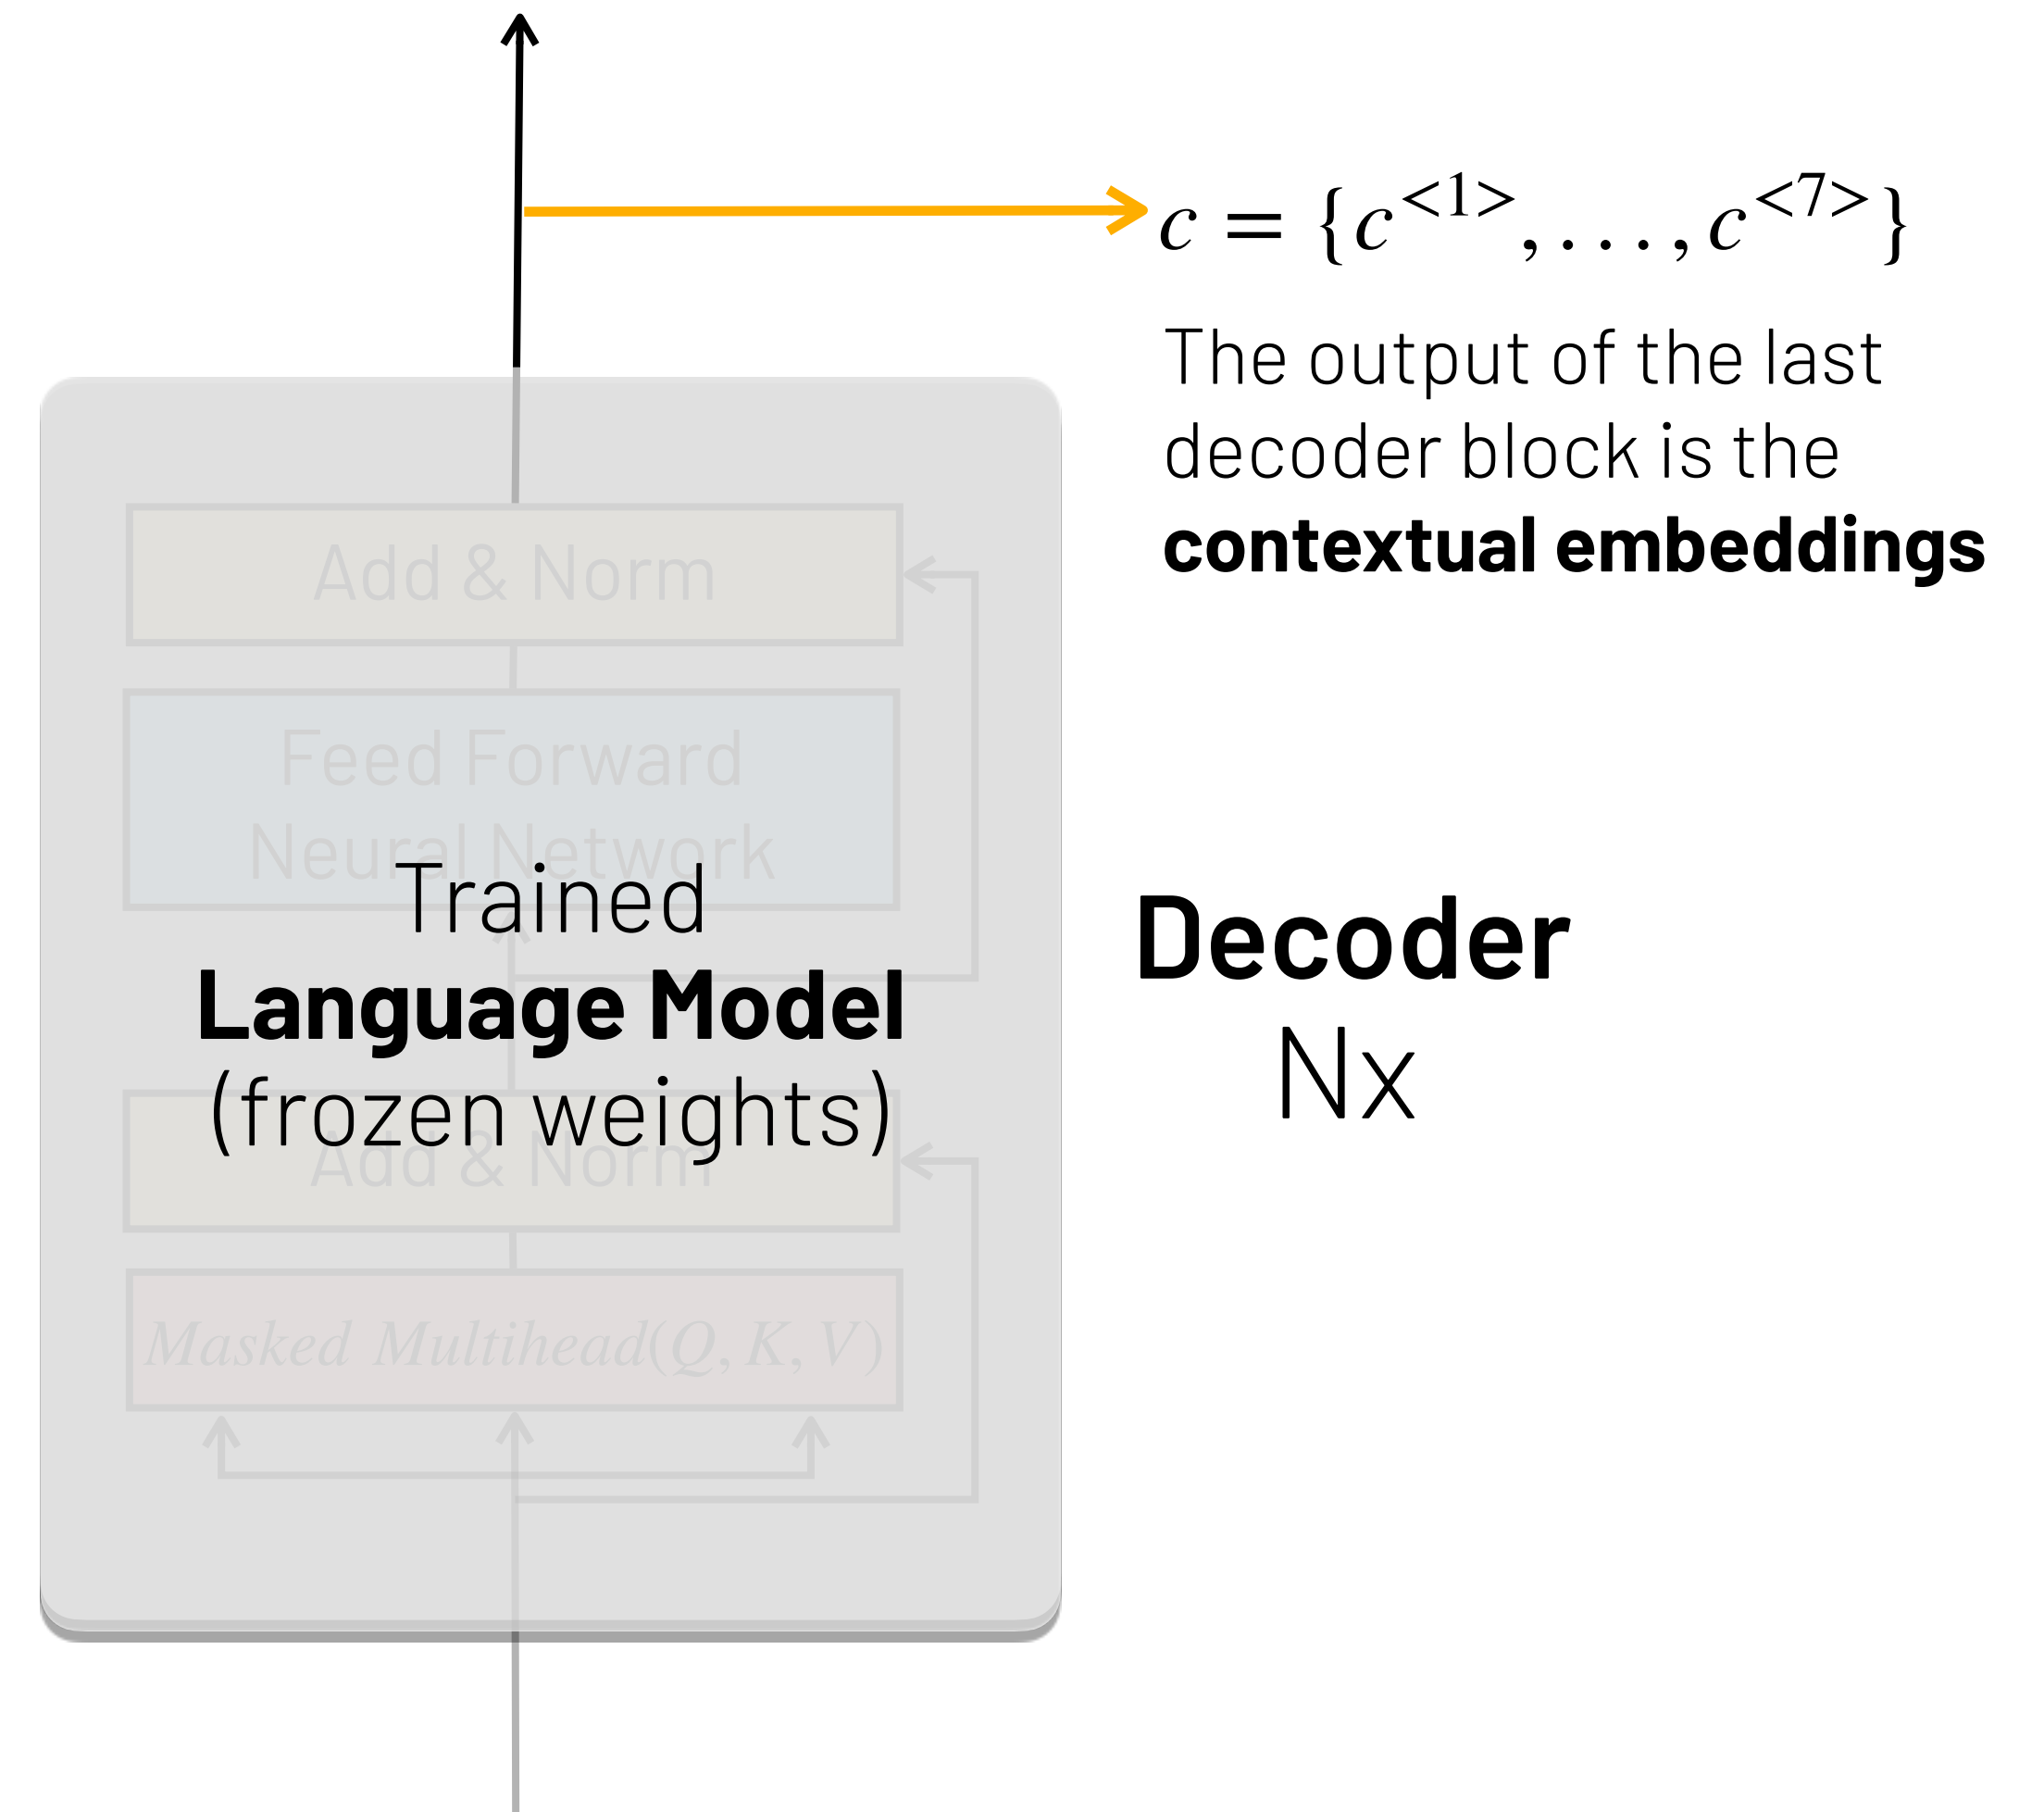 c = {c^{<1>}, . . . . , c^{<7>}}
The output of the last
decoder block is the
contextual embeddings
Add & Norm
Feed Forward
Neural Network
Trained
Language Model
(frozen weights)
Add & Norm
Masked Multihead(Q, K, V)
Decoder
Nx